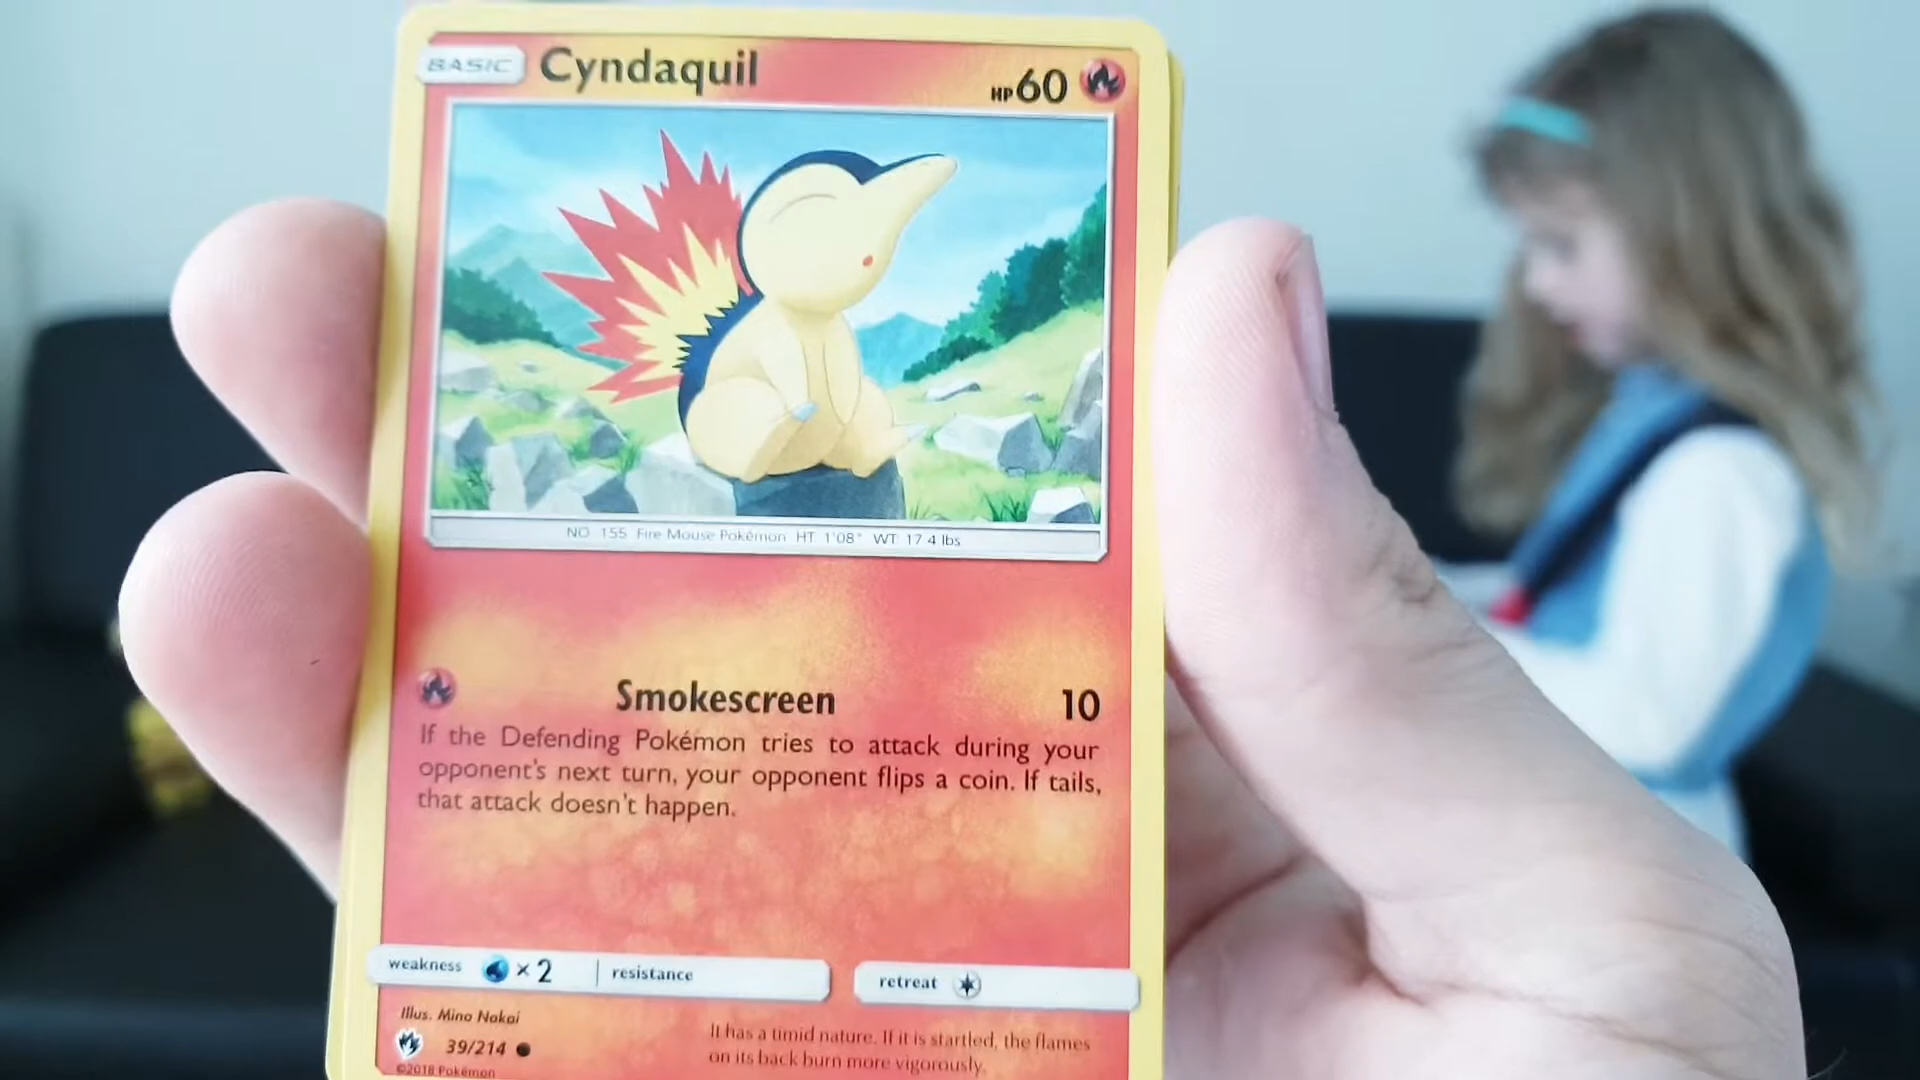 BASIC Cyndaquil HP 60
NO. 155 Fire Mouse Pokémon HT 1'08" WT 17.4 lbs
Smokescreen 10
If the Defending Pokémon tries to attack during your
opponent's next turn, your opponent flips a coin. If tails,
that attack doesn't happen.
weakness × 2 resistance retreat
Illus. Mina Nakai
39/214
©2018 Pokémon
It has a timid nature. If it is startled, the flames
on its back burn more vigorously.